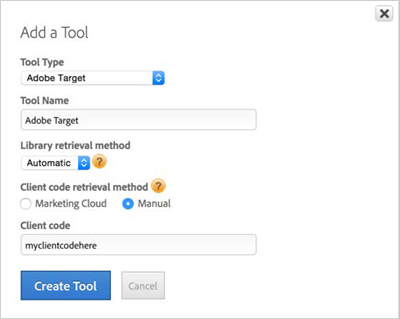 Add a Tool
Tool Type
Adobe Target
Tool Name
Adobe Target
Library retrieval method
Automatic ?
Client code retrieval method ?
Marketing Cloud Manual
Client code
myclientcodehere
Create Tool Cancel